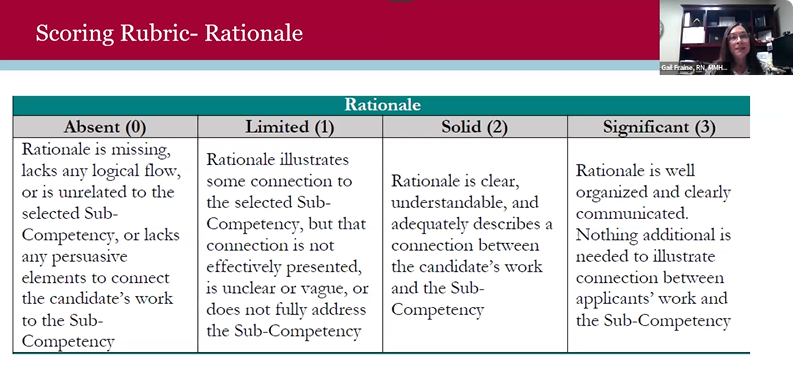 Scoring Rubric- Rationale
Gail Fraine, RN, MMH...
Rationale
Absent (0)
Limited (1)
Solid (2)
Significant (3)
Rationale is missing,
lacks any logical flow,
or is unrelated to the
selected Sub-
Competency, or lacks
any persuasive
elements to connect
the candidate's work
to the Sub-
Competency
Rationale illustrates
some connection to
the selected Sub-
Competency, but that
connection is not
effectively presented,
is unclear or vague, or
does not fully address
the Sub-Competency
Rationale is clear,
understandable, and
adequately describes a
connection between
the candidate's work
and the Sub-
Competency
Rationale is well
organized and clearly
communicated.
Nothing additional is
needed to illustrate
connection between
applicants' work and
the Sub-Competency